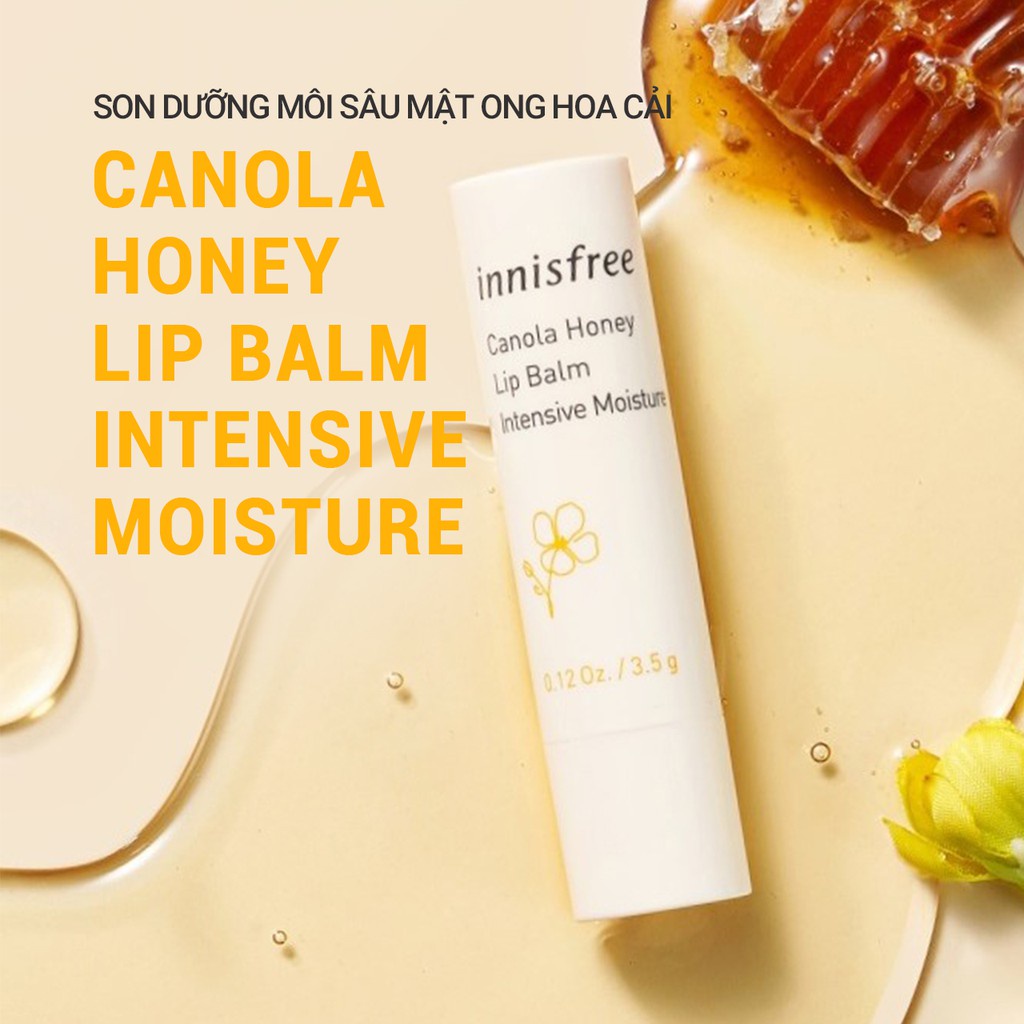 SON DƯỠNG MÔI SÂU MẬT ONG HOA CẢI
CANOLA
HONEY
LIP BALM
INTENSIVE
MOISTURE
innisfree
Canola Honey
Lip Balm
Intensive Moisture
0.12 Oz. / 3.5 g